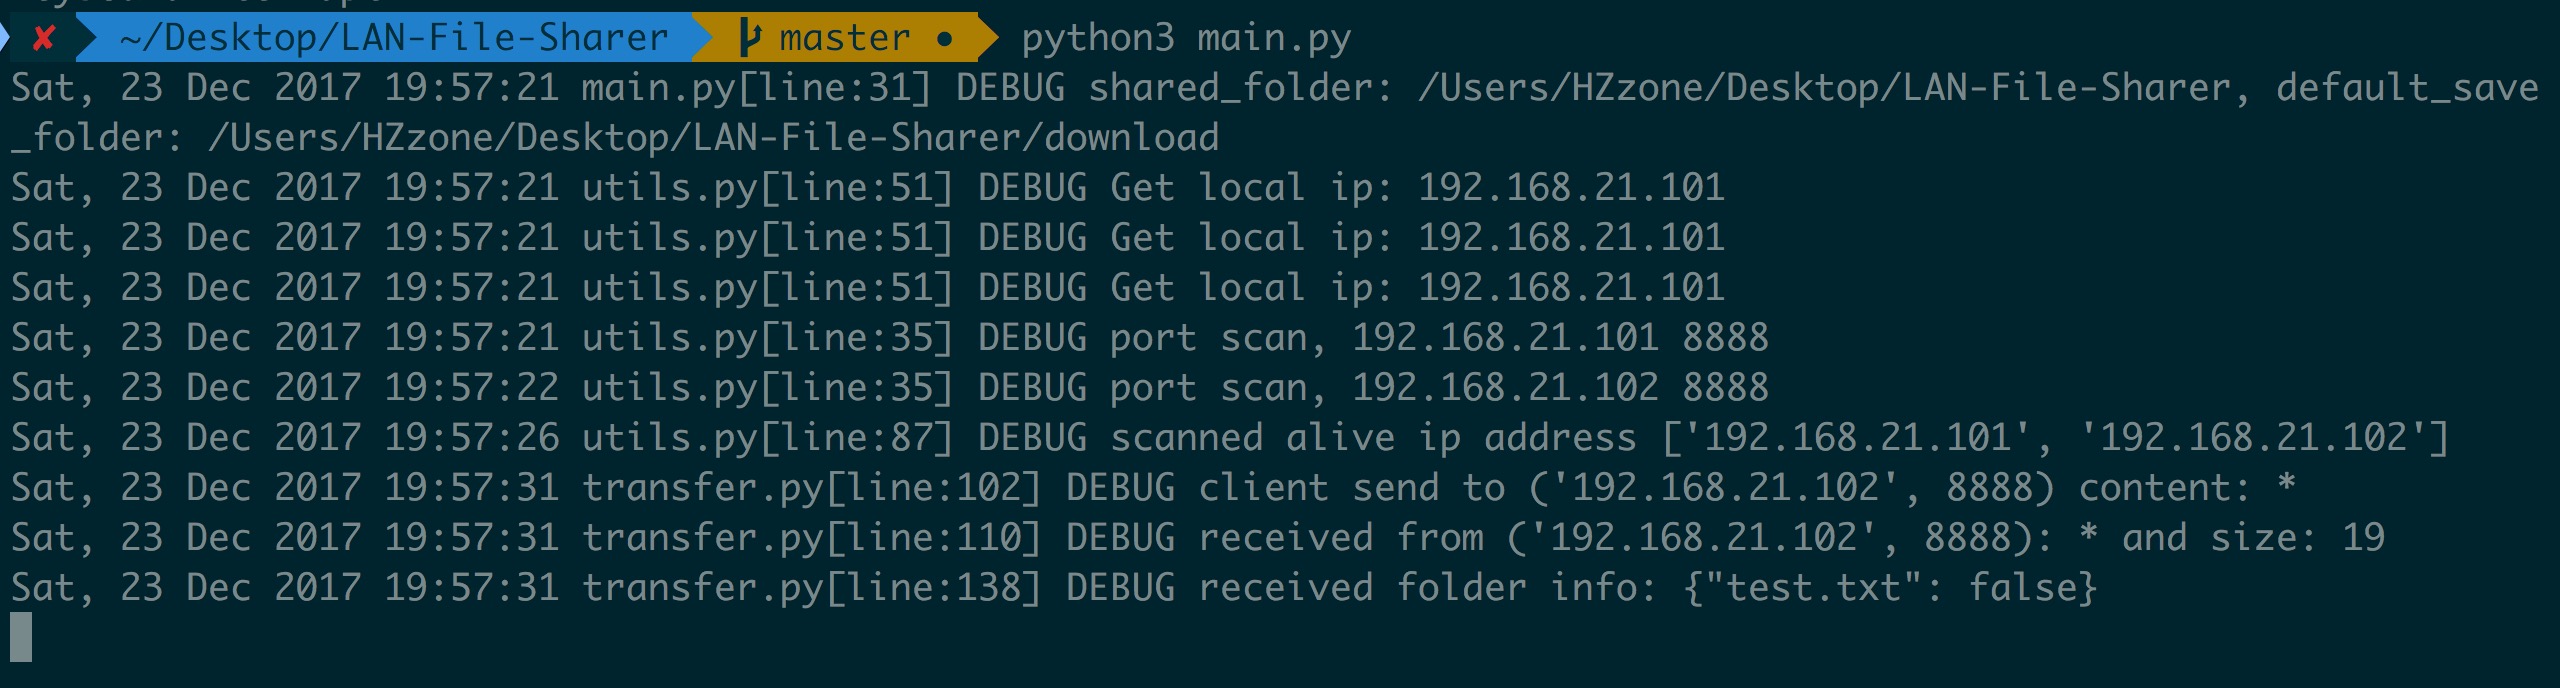 ✘ ~/Desktop/LAN-File-Sharer master ● python3 main.py
Sat, 23 Dec 2017 19:57:21 main.py[line:31] DEBUG shared_folder: /Users/HZzone/Desktop/LAN-File-Sharer, default_save
_folder: /Users/HZzone/Desktop/LAN-File-Sharer/download
Sat, 23 Dec 2017 19:57:21 utils.py[line:51] DEBUG Get local ip: 192.168.21.101
Sat, 23 Dec 2017 19:57:21 utils.py[line:51] DEBUG Get local ip: 192.168.21.101
Sat, 23 Dec 2017 19:57:21 utils.py[line:51] DEBUG Get local ip: 192.168.21.101
Sat, 23 Dec 2017 19:57:21 utils.py[line:35] DEBUG port scan, 192.168.21.101 8888
Sat, 23 Dec 2017 19:57:22 utils.py[line:35] DEBUG port scan, 192.168.21.102 8888
Sat, 23 Dec 2017 19:57:26 utils.py[line:87] DEBUG scanned alive ip address ['192.168.21.101', '192.168.21.102']
Sat, 23 Dec 2017 19:57:31 transfer.py[line:102] DEBUG client send to ('192.168.21.102', 8888) content: *
Sat, 23 Dec 2017 19:57:31 transfer.py[line:110] DEBUG received from ('192.168.21.102', 8888): * and size: 19
Sat, 23 Dec 2017 19:57:31 transfer.py[line:138] DEBUG received folder info: {"test.txt": false}